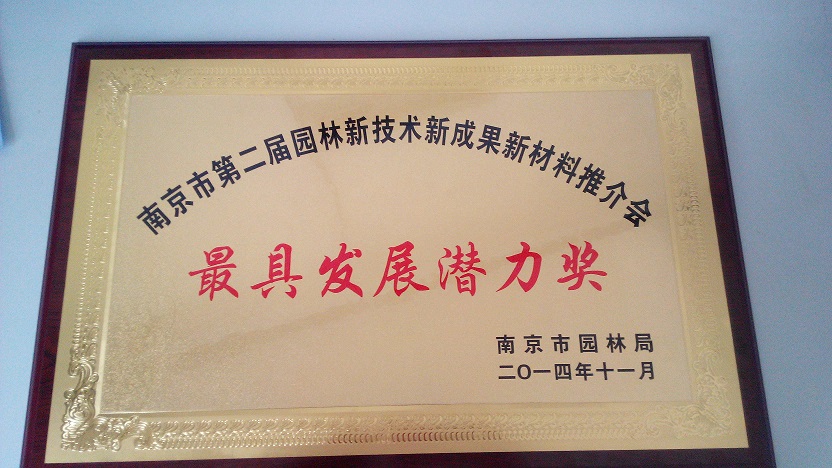 南京市第二届园林新技术新成果新材料推介会
最具发展潜力奖
南京市园林局
二〇一四年十一月